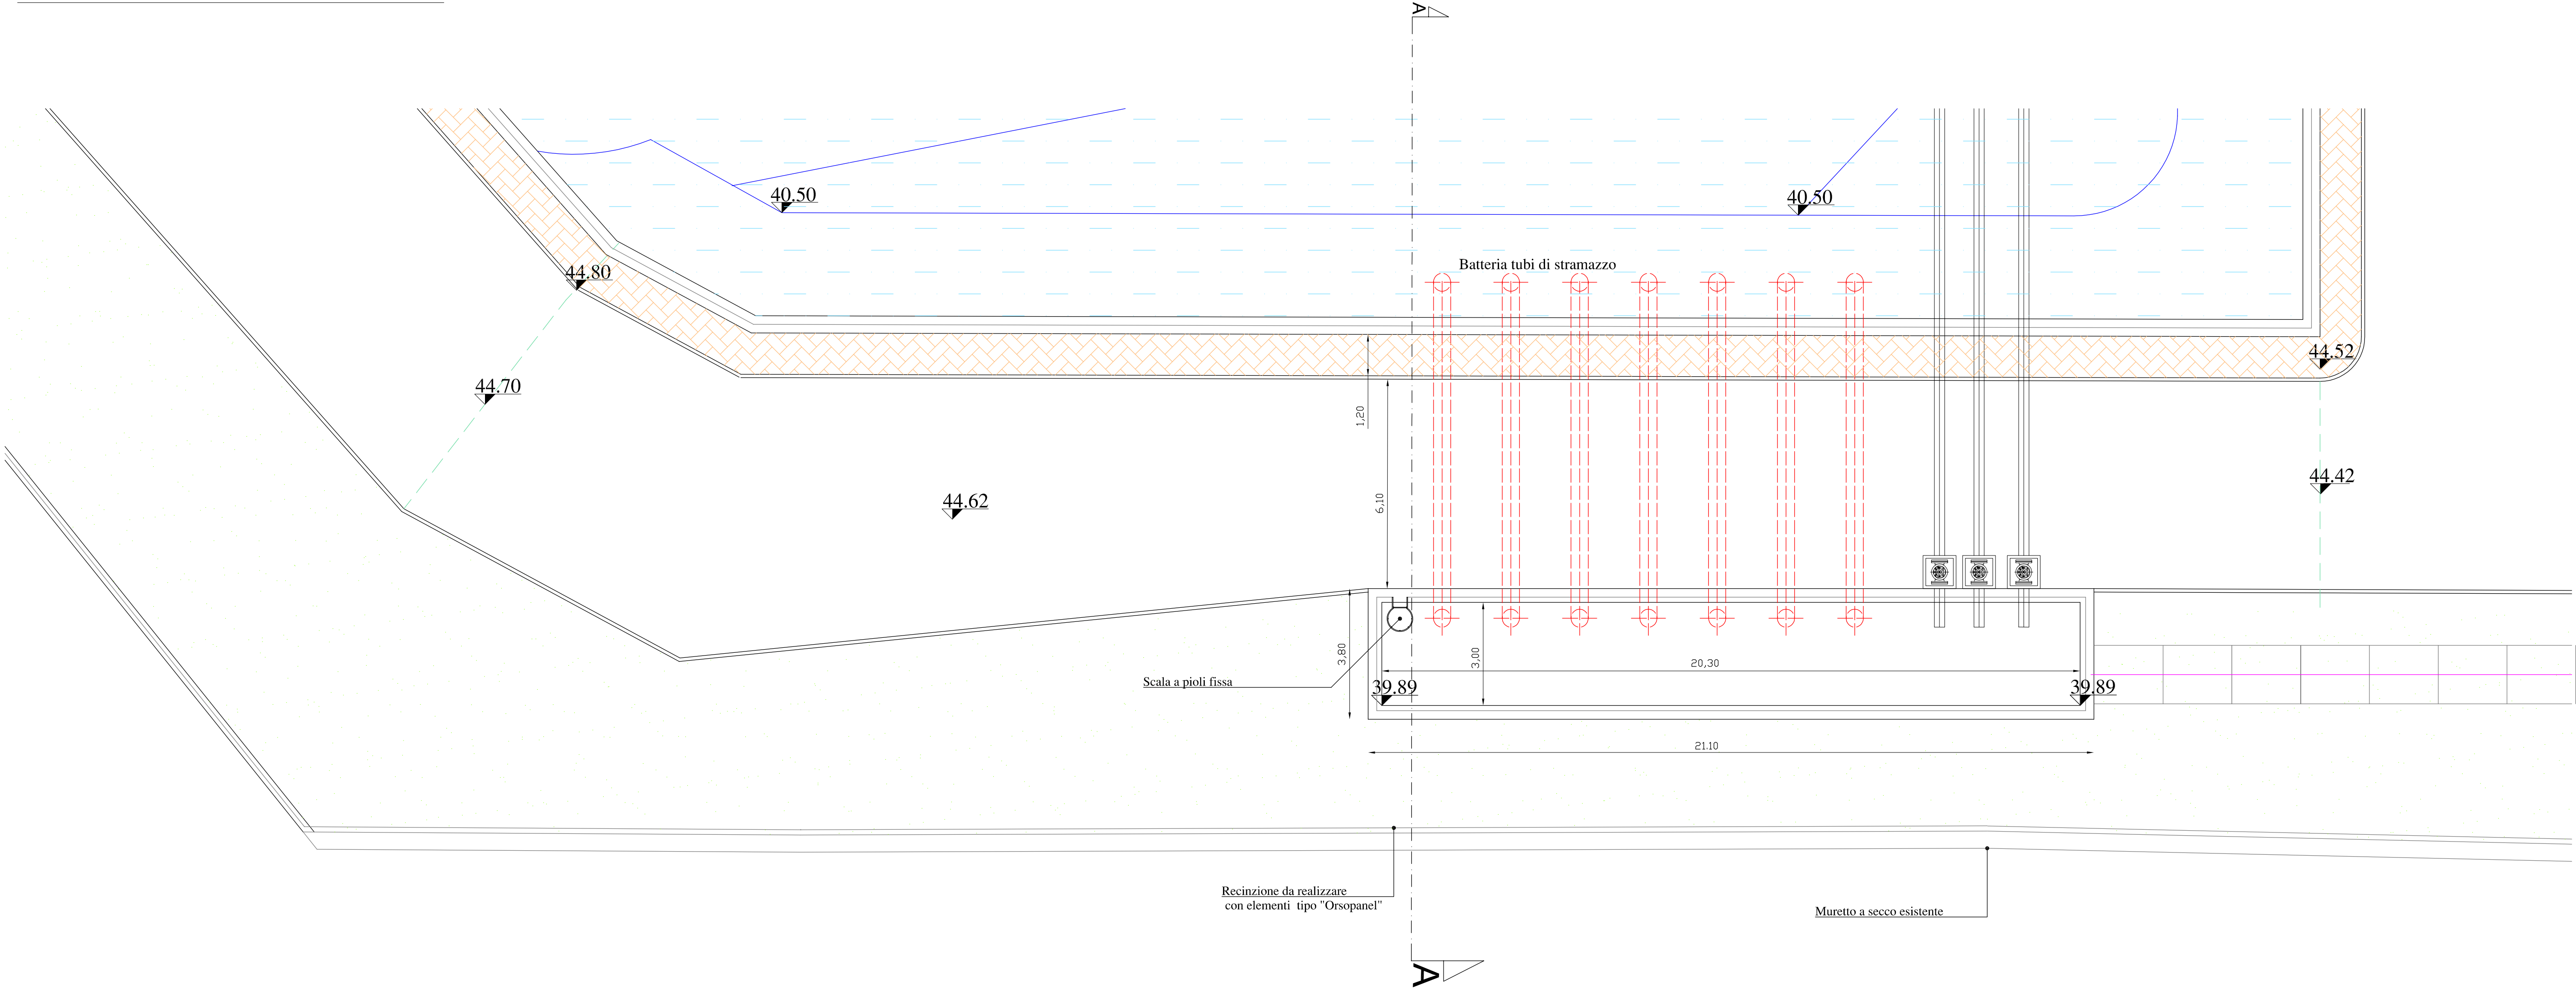 A
40.50
40.50
Batteria tubi di stramazzo
44.80
44.52
44.70
1,20
44.42
44.62
6,10
3,80
3,00
20,30
Scala a pioli fissa
39.89
39.89
21.10
Recinzione da realizzare
con elementi tipo "Orsopanel"
Muretto a secco esistente
A